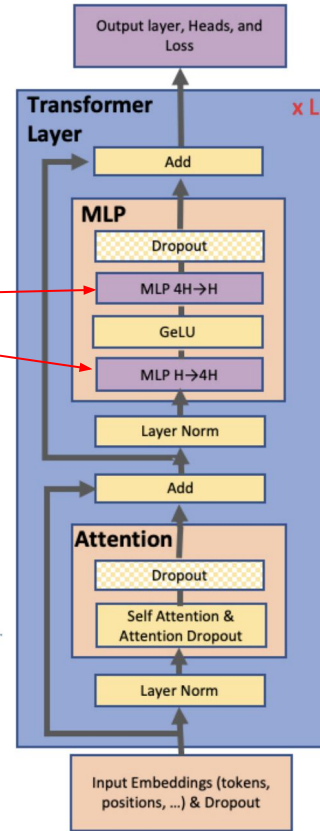 Output layer, Heads, and
Loss
Transformer
Layer
x L
Add
MLP
Dropout
MLP 4H→H
GeLU
MLP H→4H
Layer Norm
Add
Attention
Dropout
Self Attention &
Attention Dropout
Layer Norm
Input Embeddings (tokens,
positions, ...) & Dropout